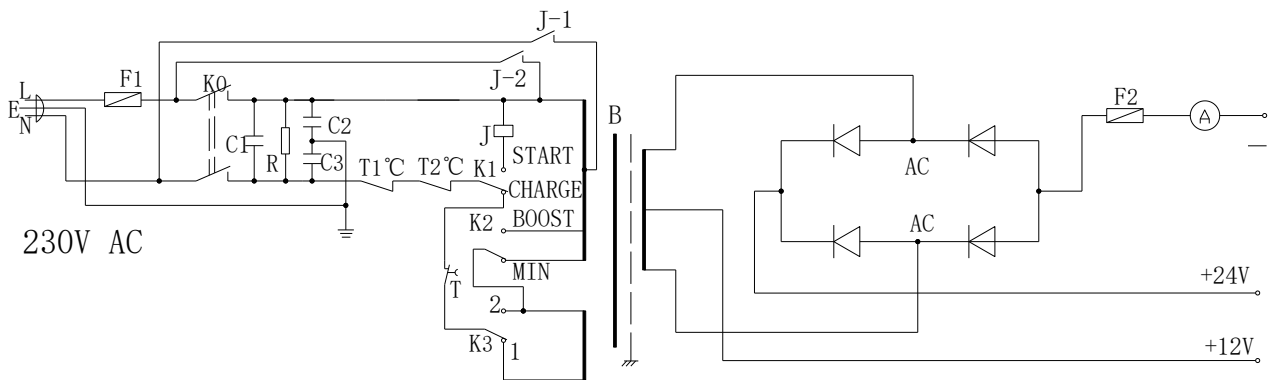 J-1
J-2
F1
K0
L
E
N
C1
R
C2
C3
J
T1℃
T2℃
K1
START
CHARGE
K2
BOOST
MIN
T
2
K3
1
230V AC
B
AC
AC
F2
A
—
+24V
+12V